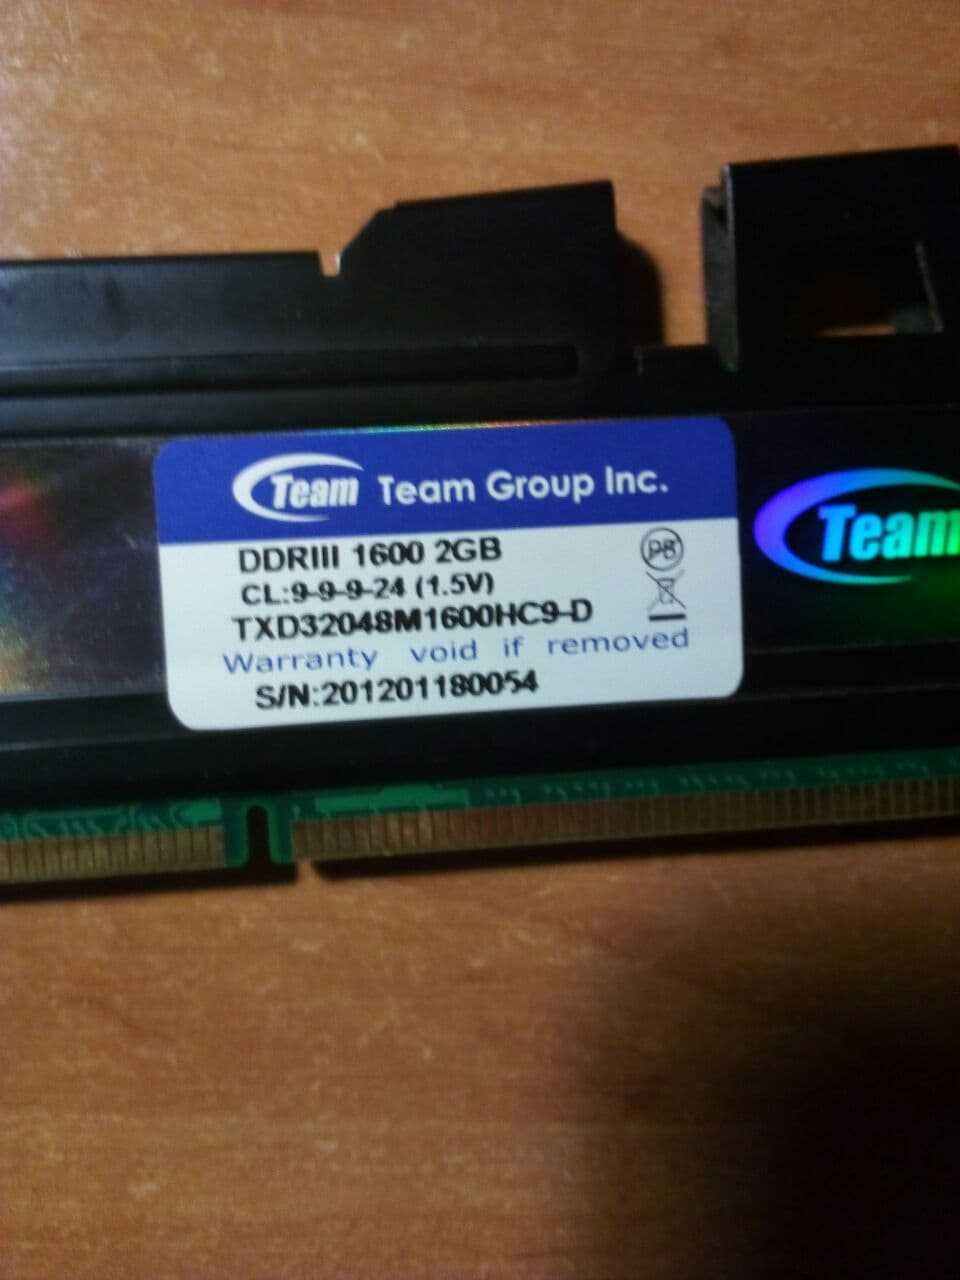 Team Team Group Inc.
DDRIII 1600 2GB
CL:9-9-9-24 (1.5V)
TXD32048M1600HC9-D
Warranty void if removed
S/N:201201180054
PB
Team